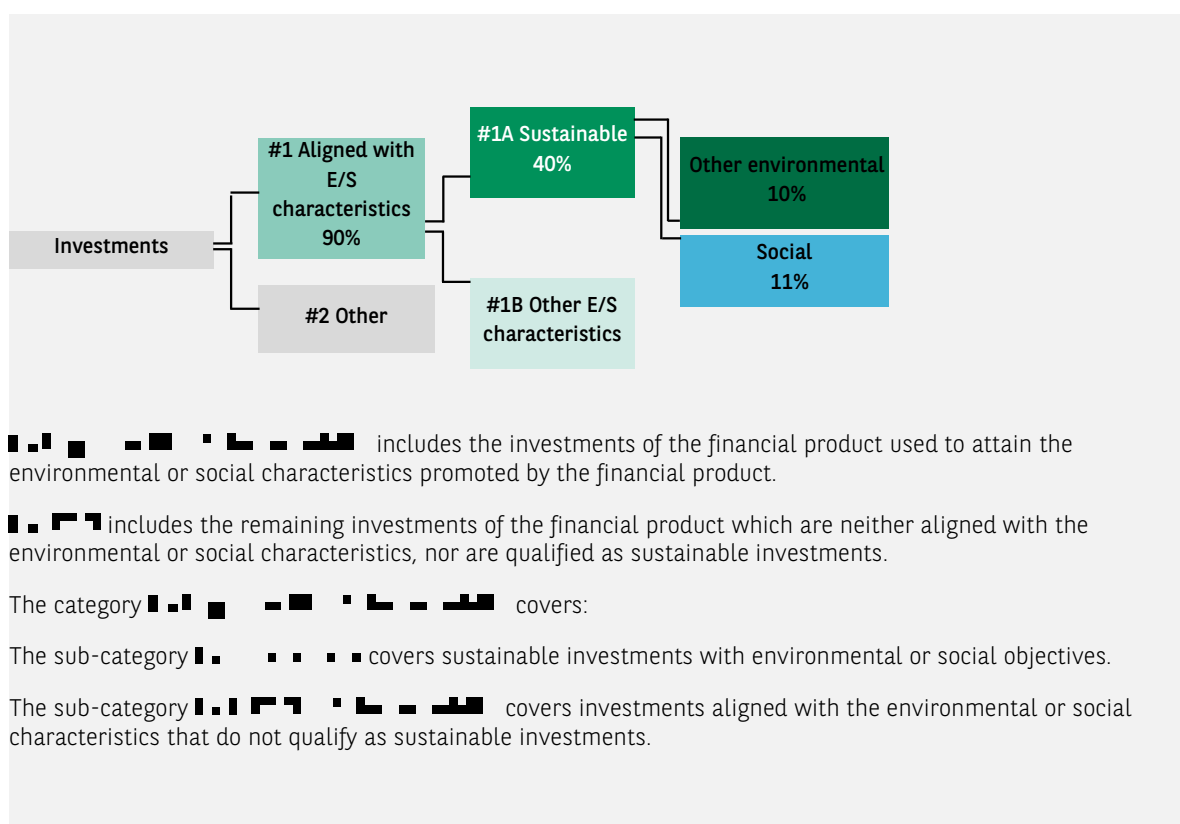 #1A Sustainable
40%
#1 Aligned with
E/S
characteristics
90%
Other environmental
10%
Investments
Social
11%
#2 Other
#1B Other E/S
characteristics
includes the investments of the financial product used to attain the
environmental or social characteristics promoted by the financial product.
includes the remaining investments of the financial product which are neither aligned with the
environmental or social characteristics, nor are qualified as sustainable investments.
The category covers:
The sub-category covers sustainable investments with environmental or social objectives.
The sub-category covers investments aligned with the environmental or social
characteristics that do not qualify as sustainable investments.